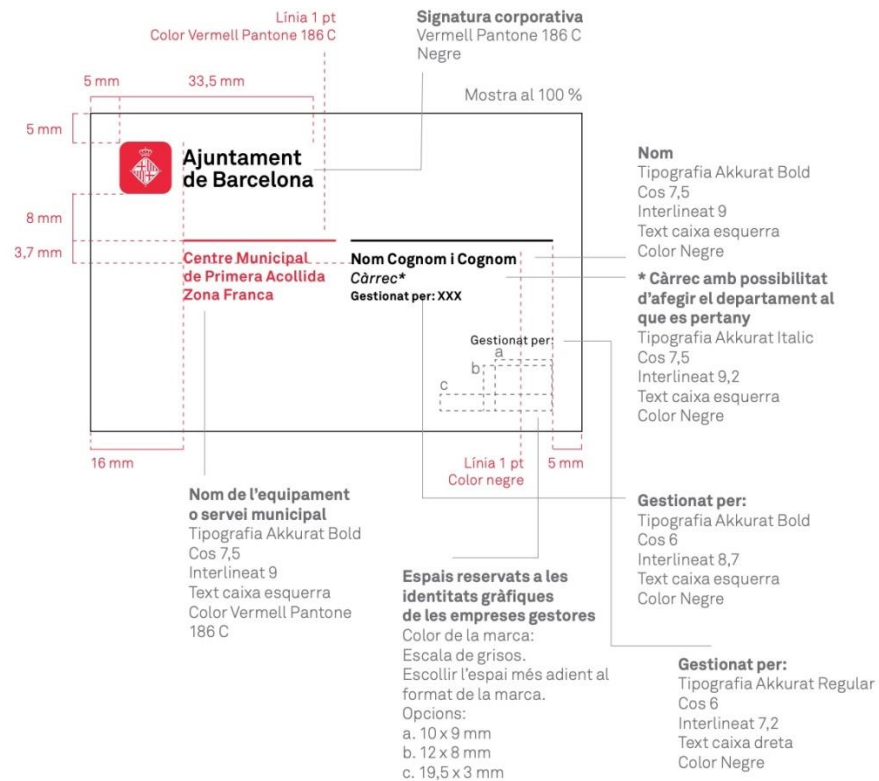 Línia 1 pt
Color Vermell Pantone 186 C
Signatura corporativa
Vermell Pantone 186 C
Negre
5 mm
33,5 mm
Mostra al 100 %
5 mm
Ajuntament
de Barcelona
8 mm
3,7 mm
Centre Municipal
de Primera Acollida
Zona Franca
Nom Cognom i Cognom
Càrrec*
Gestionat per: XXX
Gestionat per:
a
b
c
16 mm
Línia 1 pt
Color negre
5 mm
Nom
Tipografia Akkurat Bold
Cos 7,5
Interlineat 9
Text caixa esquerra
Color Negre
* Càrrec amb possibilitat
d’afegir el departament al
que es pertany
Tipografia Akkurat Italic
Cos 7,5
Interlineat 9,2
Text caixa esquerra
Color Negre
Nom de l’equipament
o servei municipal
Tipografia Akkurat Bold
Cos 7,5
Interlineat 9
Text caixa esquerra
Color Vermell Pantone
186 C
Espais reservats a les
identitats gràfiques
de les empreses gestores
Color de la marca:
Escala de grisos.
Escollir l’espai més adient al
format de la marca.
Opcions:
a. 10 x 9 mm
b. 12 x 8 mm
c. 19,5 x 3 mm
Gestionat per:
Tipografia Akkurat Bold
Cos 6
Interlineat 8,7
Text caixa esquerra
Color Negre
Gestionat per:
Tipografia Akkurat Regular
Cos 6
Interlineat 7,2
Text caixa dreta
Color Negre